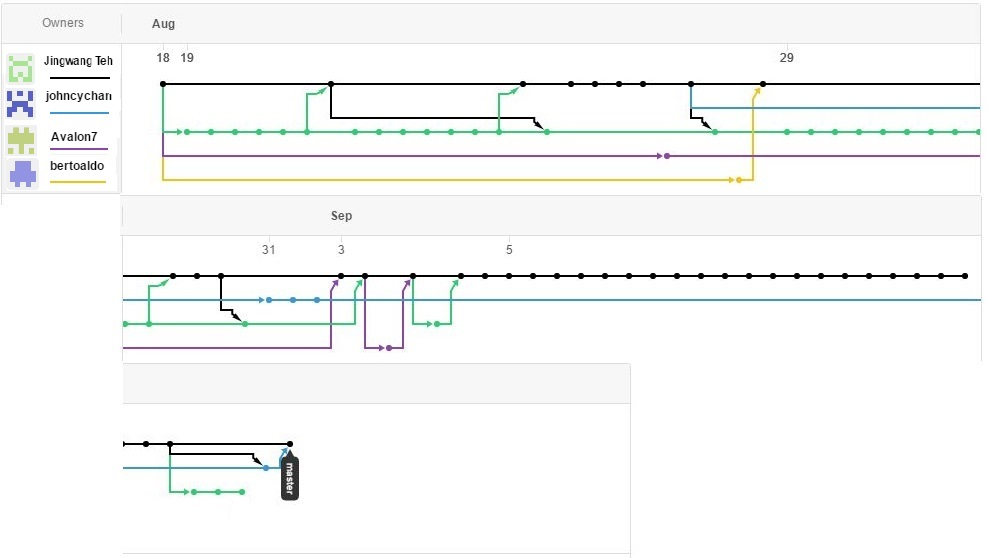 Owners Aug
18 19 29
Jingwang Teh
johncychan
Avalon7
bertoaldo
Sep
31 3 5
master